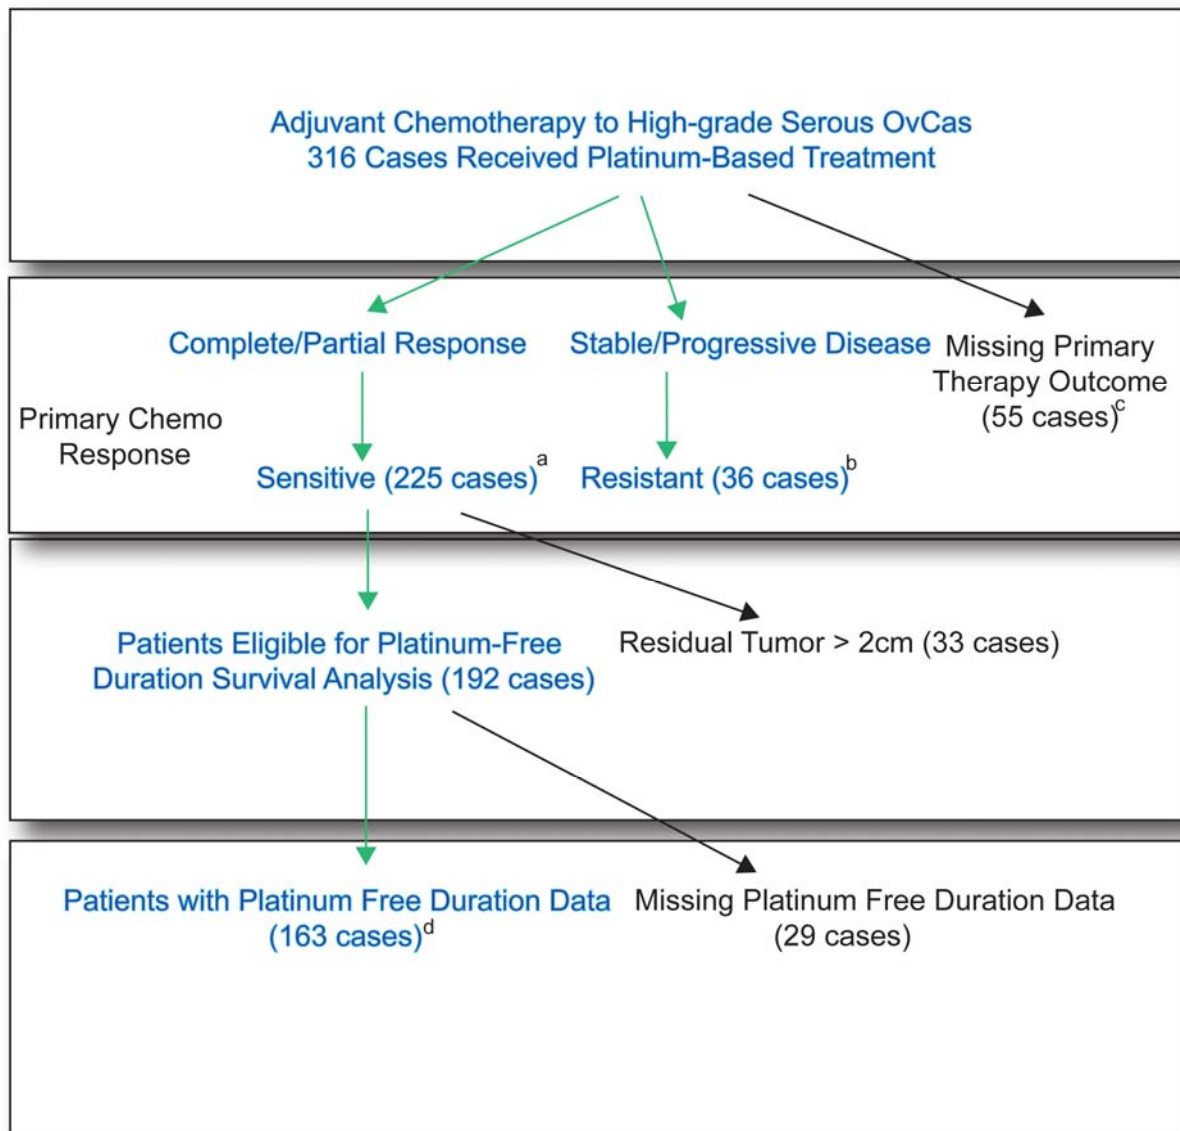 Adjuvant Chemotherapy to High-grade Serous OvCas
316 Cases Received Platinum-Based Treatment
Complete/Partial Response
Stable/Progressive Disease
Missing Primary
Therapy Outcome
(55 cases)c
Primary Chemo
Response
Sensitive (225 cases)a
Resistant (36 cases)b
Patients Eligible for Platinum-Free
Duration Survival Analysis (192 cases)
Residual Tumor > 2cm (33 cases)
Patients with Platinum Free Duration Data
(163 cases)d
Missing Platinum Free Duration Data
(29 cases)